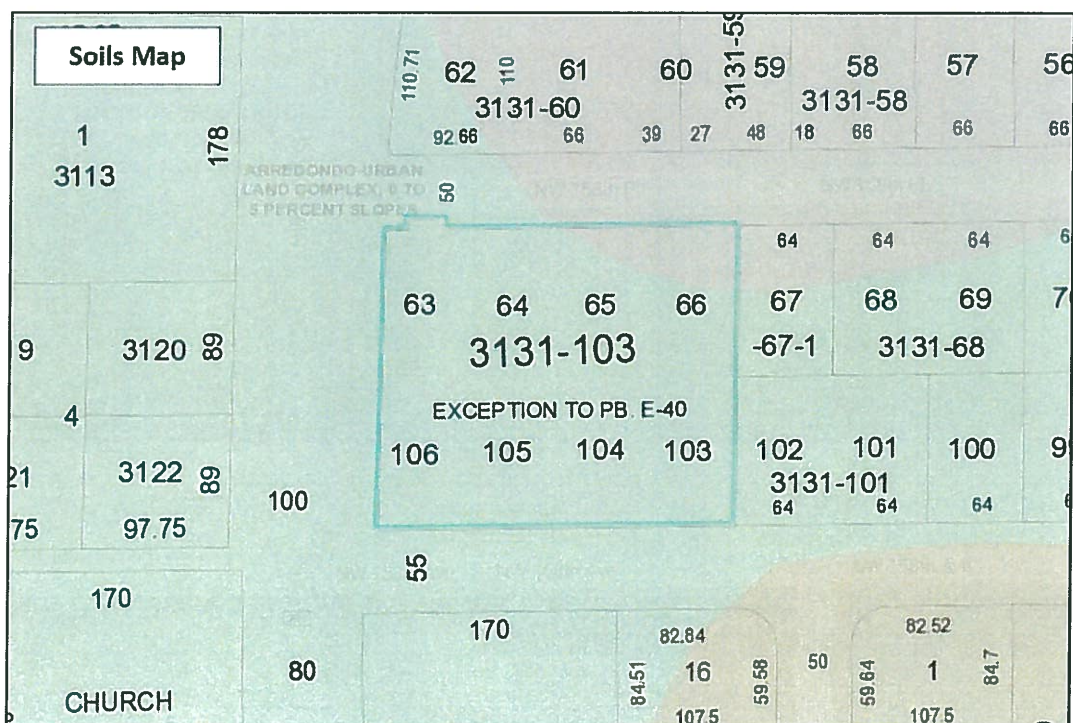 Soils Map
62 61 60 59 58 57 56
110.71 110
3131-60 3131-59 3131-58
92.66 66 39 27 48 18 66 66 66
1
3113
178
ARREDONDO-URBAN
LAND COMPLEX, 0 TO
5 PERCENT SLOPES
50
64 64 64
63 64 65 66 67 68 69
9 3120 89
3131-103 -67-1 3131-68
4
EXCEPTION TO PB. E-40
106 105 104 103 102 101 100
21 3122 89
3131-101
100
64 64 64
75 97.75
55
170
170 82.84 82.52
80 84.51 16 59.58 50 59.64 1 84.7
CHURCH
107.5 107.5